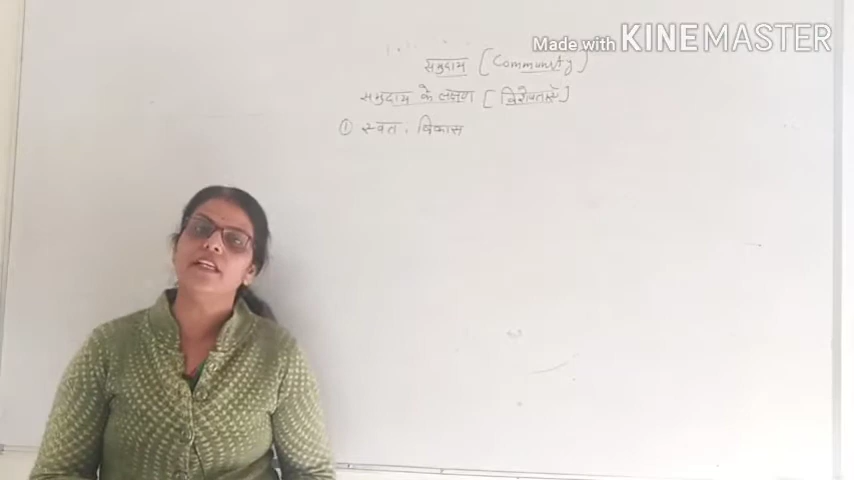 Made with KINEMASTER
समुदाय [Community]
समुदाय के लक्षण [विशेषताएँ]
① स्वतः विकास